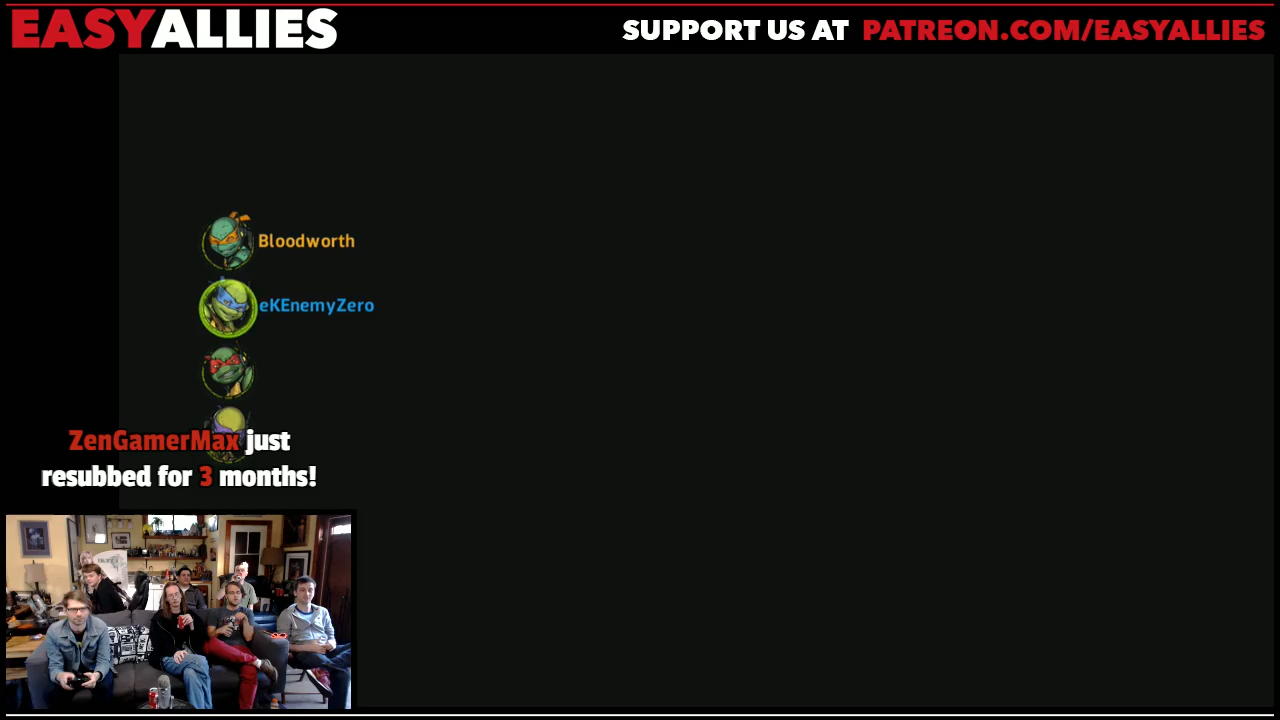 EASYALLIES
SUPPORT US AT PATREON.COM/EASYALLIES
Bloodworth
eKEnemyZero
ZenGamerMax just
resubbed for 3 months!